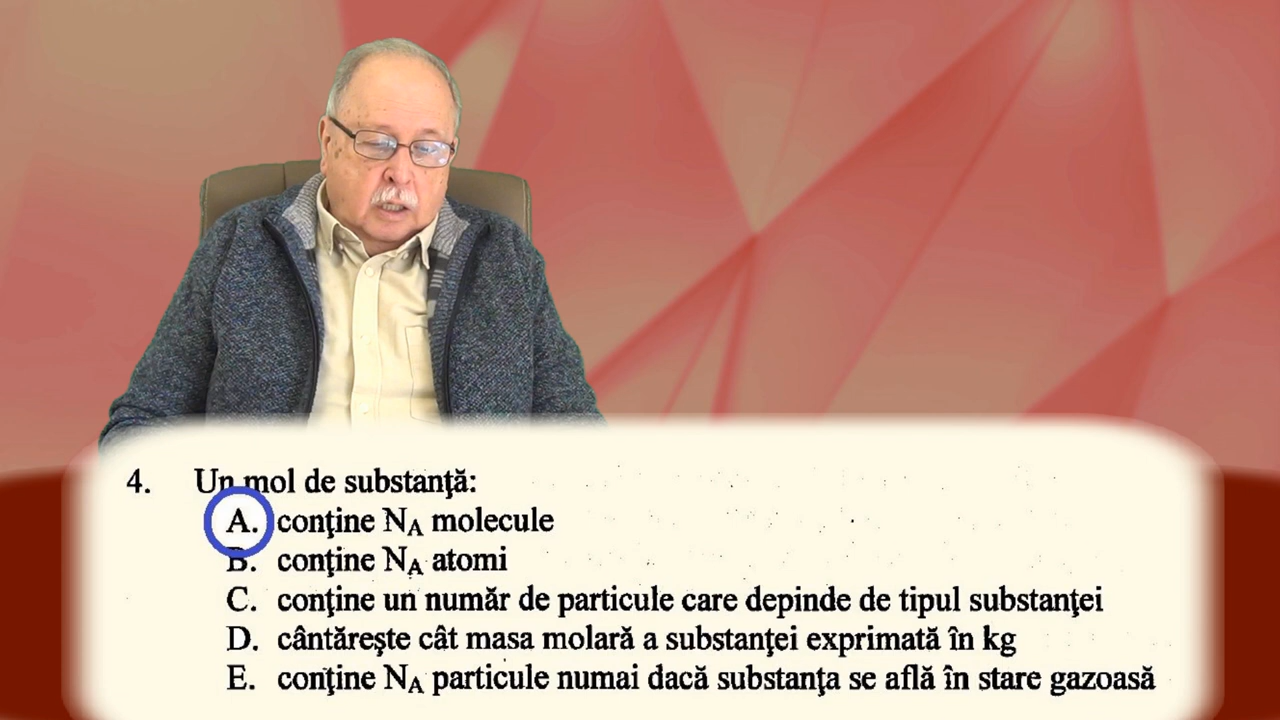 4. Un mol de substanţă:
A. conţine NA molecule
B. conţine NA atomi
C. conţine un număr de particule care depinde de tipul substanţei
D. cântăreşte cât masa molară a substanţei exprimată în kg
E. conţine NA particule numai dacă substanţa se află în stare gazoasă